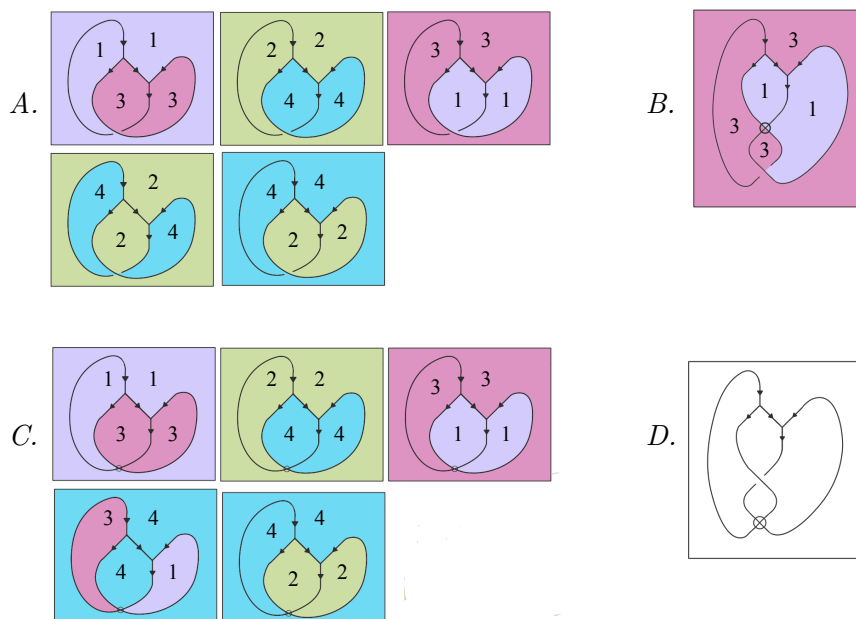 1 1 2 2 3 3 3
A. 3 3 4 4 1 1 B. 1 1
3 3
4 2 4 4
2 4 2 2
1 1 2 2 3 3
C. 3 3 4 4 1 1 D.
3 4 4 4
4 1 2 2